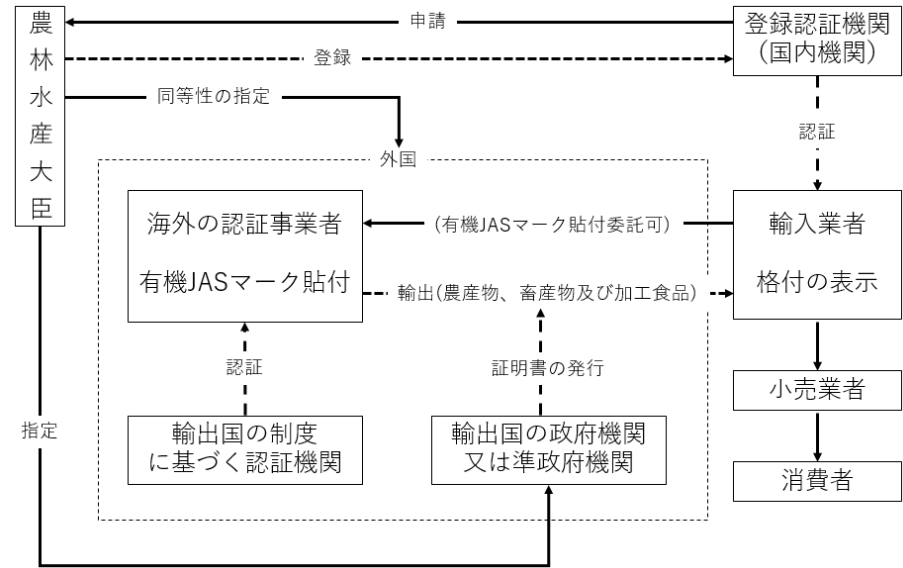 農林水産大臣
申請
登録認証機関
(国内機関)
登録
同等性の指定
認証
外国
海外の認証事業者
有機JASマーク貼付
(有機JASマーク貼付委託可)
輸入業者
格付の表示
輸出(農産物、畜産物及び加工食品)
認証
証明書の発行
小売業者
指定
輸出国の制度
に基づく認証機関
輸出国の政府機関
又は準政府機関
消費者